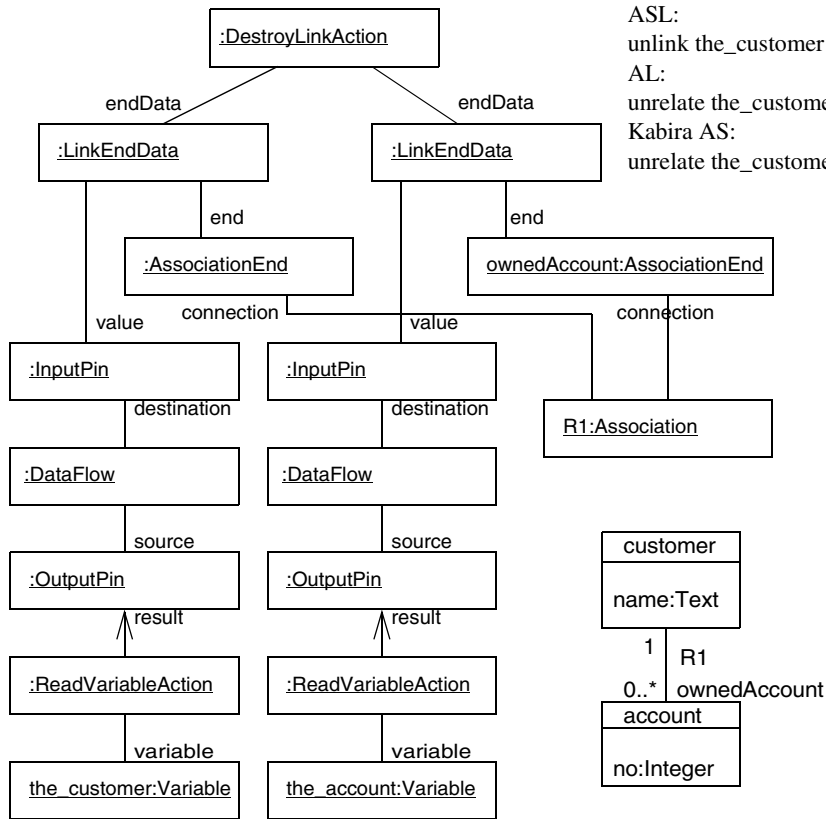 ASL:
unlink the_customer
AL:
unrelate
Kabira AS:
unrelate
:DestroyLinkAction
endData
endData
:LinkEndData
:LinkEndData
end
end
:AssociationEnd
ownedAccount:AssociationEnd
value
connection
value
connection
:InputPin
:InputPin
destination
destination
R1:Association
:DataFlow
:DataFlow
source
source
:OutputPin
:OutputPin
result
result
:ReadVariableAction
:ReadVariableAction
variable
variable
the_customer:Variable
the_account:Variable
customer
name:Text
1
R1
0..*
ownedAccount
account
no:Integer